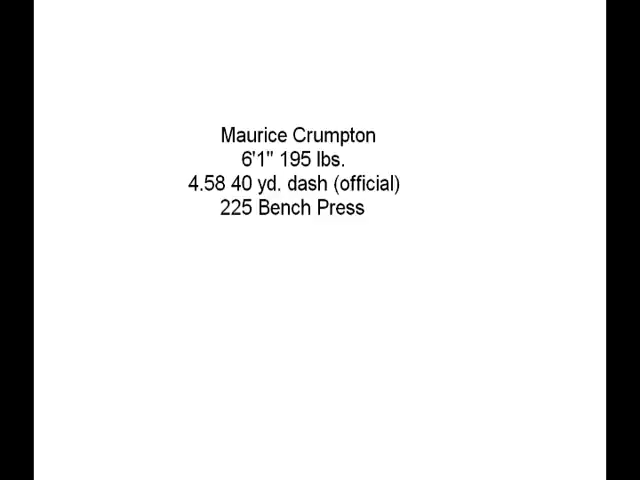 Maurice Crumpton
6'1" 195 lbs.
4.58 40 yd. dash (official)
225 Bench Press